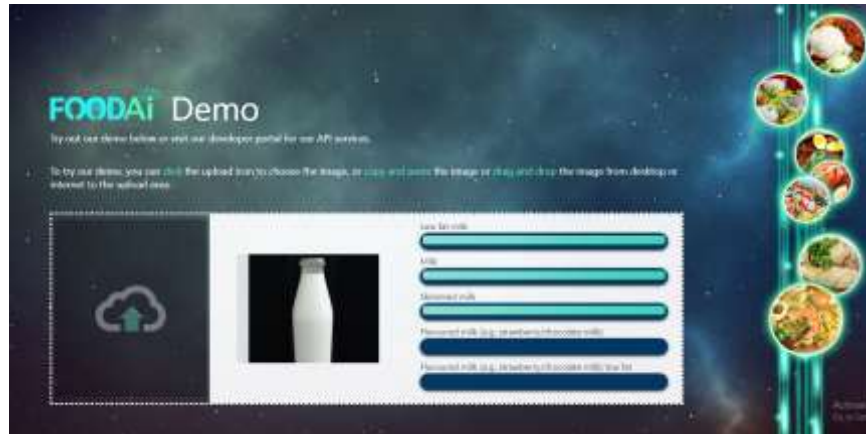 FOODAi Demo
Try out our demo below or visit our developer portal for our API services.
To try our demo, you can click the upload icon to choose the image, or copy and paste the image or drag and drop the image from desktop or
internet to the upload area.
Low fat milk
Milk
Skimmed milk
Flavoured milk (e.g. strawberry/chocolate milk)
Flavoured milk (e.g. strawberry/chocolate milk) low fat